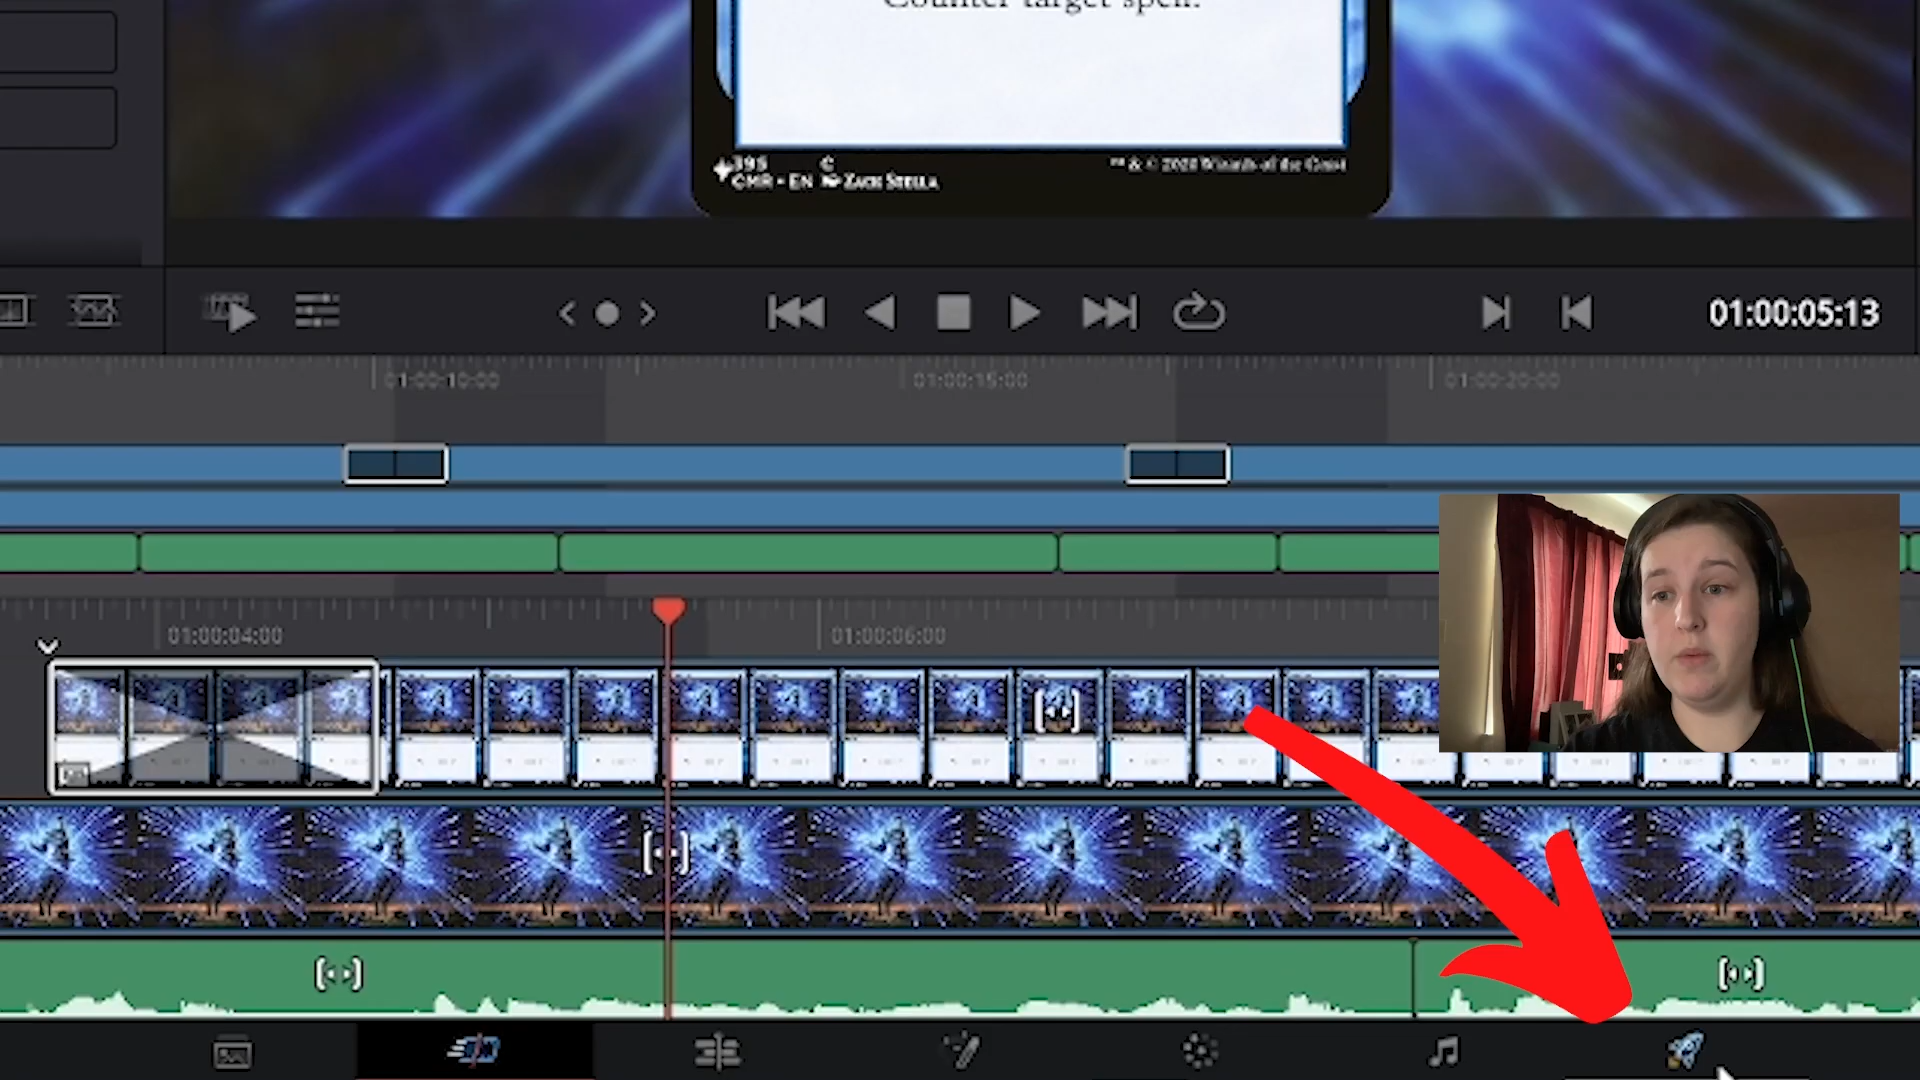 Counter target spell.
395 C
CMR • EN Zack Stella
™ & © 2020 Wizards of the Coast
01:00:05:13
01:00:10:00
01:00:15:00
01:00:20:00
01:00:04:00
01:00:06:00